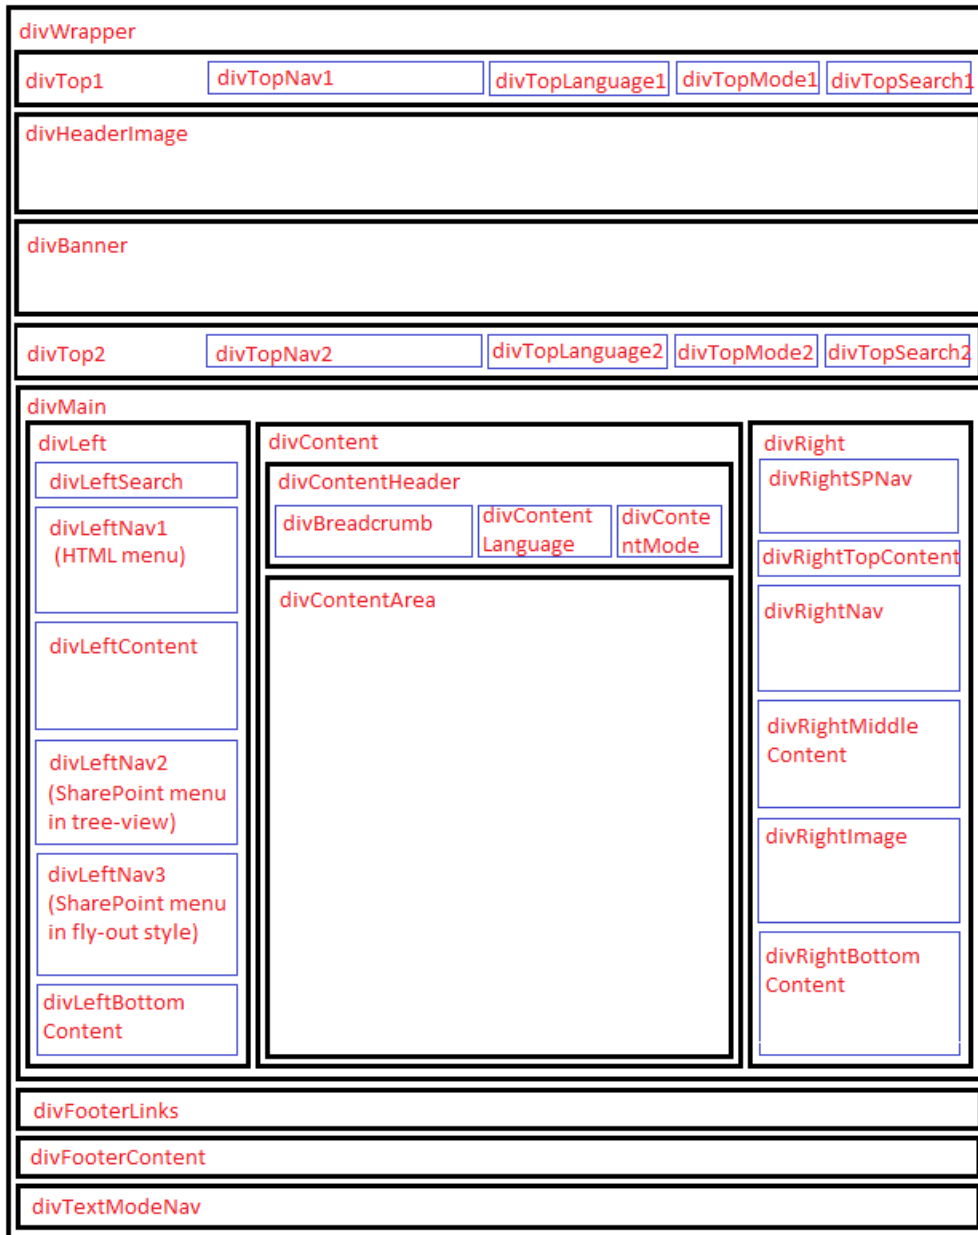 divWrapper
divTop1
divTopNav1
divTopLanguage1
divTopMode1
divTopSearch1
divHeaderImage
divBanner
divTop2
divTopNav2
divTopLanguage2
divTopMode2
divTopSearch2
divMain
divLeft
divLeftSearch
divLeftNav1
(HTML menu)
divLeftContent
divLeftNav2
(SharePoint menu
in tree-view)
divLeftNav3
(SharePoint menu
in fly-out style)
divLeftBottom
Content
divContent
divContentHeader
divBreadcrumb
divContent
Language
divConte
ntMode
divContentArea
divRight
divRightSPNav
divRightTopContent
divRightNav
divRightMiddle
Content
divRightImage
divRightBottom
Content
divFooterLinks
divFooterContent
divTextModeNav